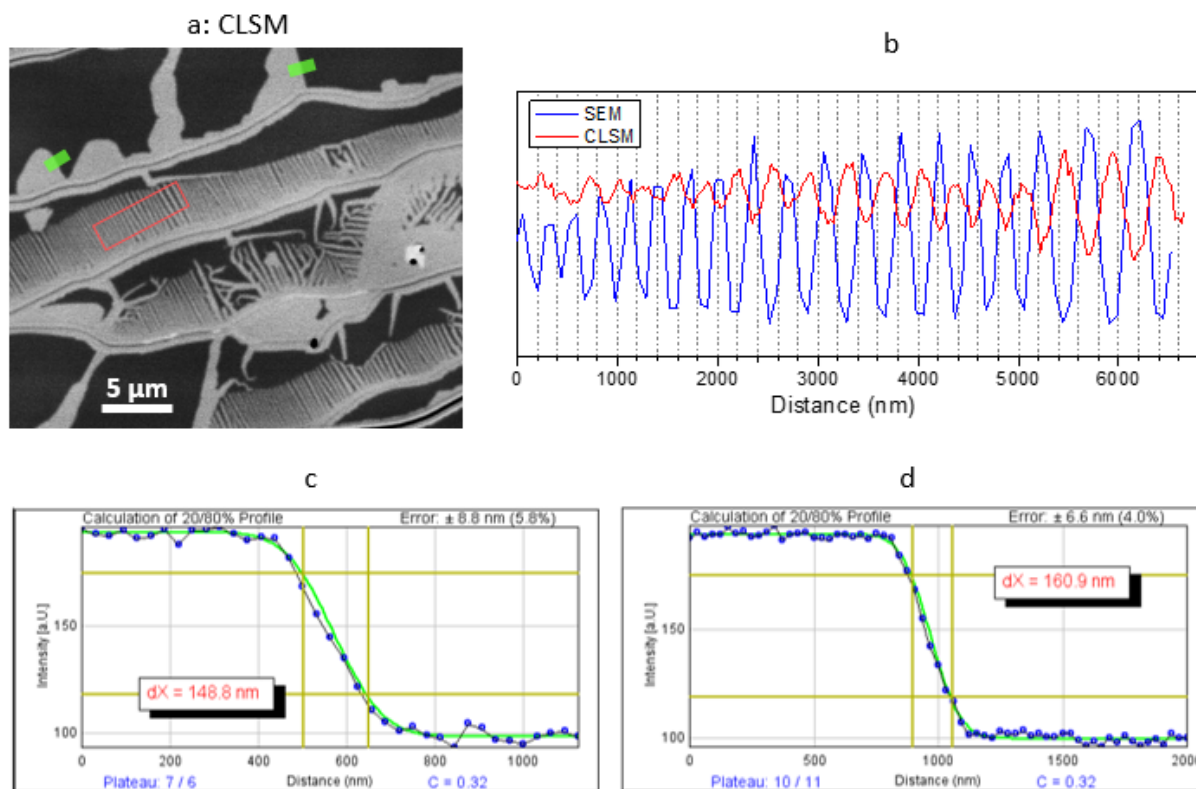 a: CLSM
b
SEM
CLSM
5 µm
0 1000 2000 3000 4000 5000 6000
Distance (nm)
c
d
Calculation of 20/80% Profile Error: ± 8.8 nm (5.8%)
Intensity [a.U.]
150
dX = 148.8 nm
100
0 200 400 600 800 1000
Plateau: 7 / 6 Distance (nm) C = 0.32
Calculation of 20/80% Profile Error: ± 6.6 nm (4.0%)
Intensity [a.U.]
dX = 160.9 nm
150
100
0 500 1000 1500 2000
Plateau: 10 / 11 Distance (nm) C = 0.32